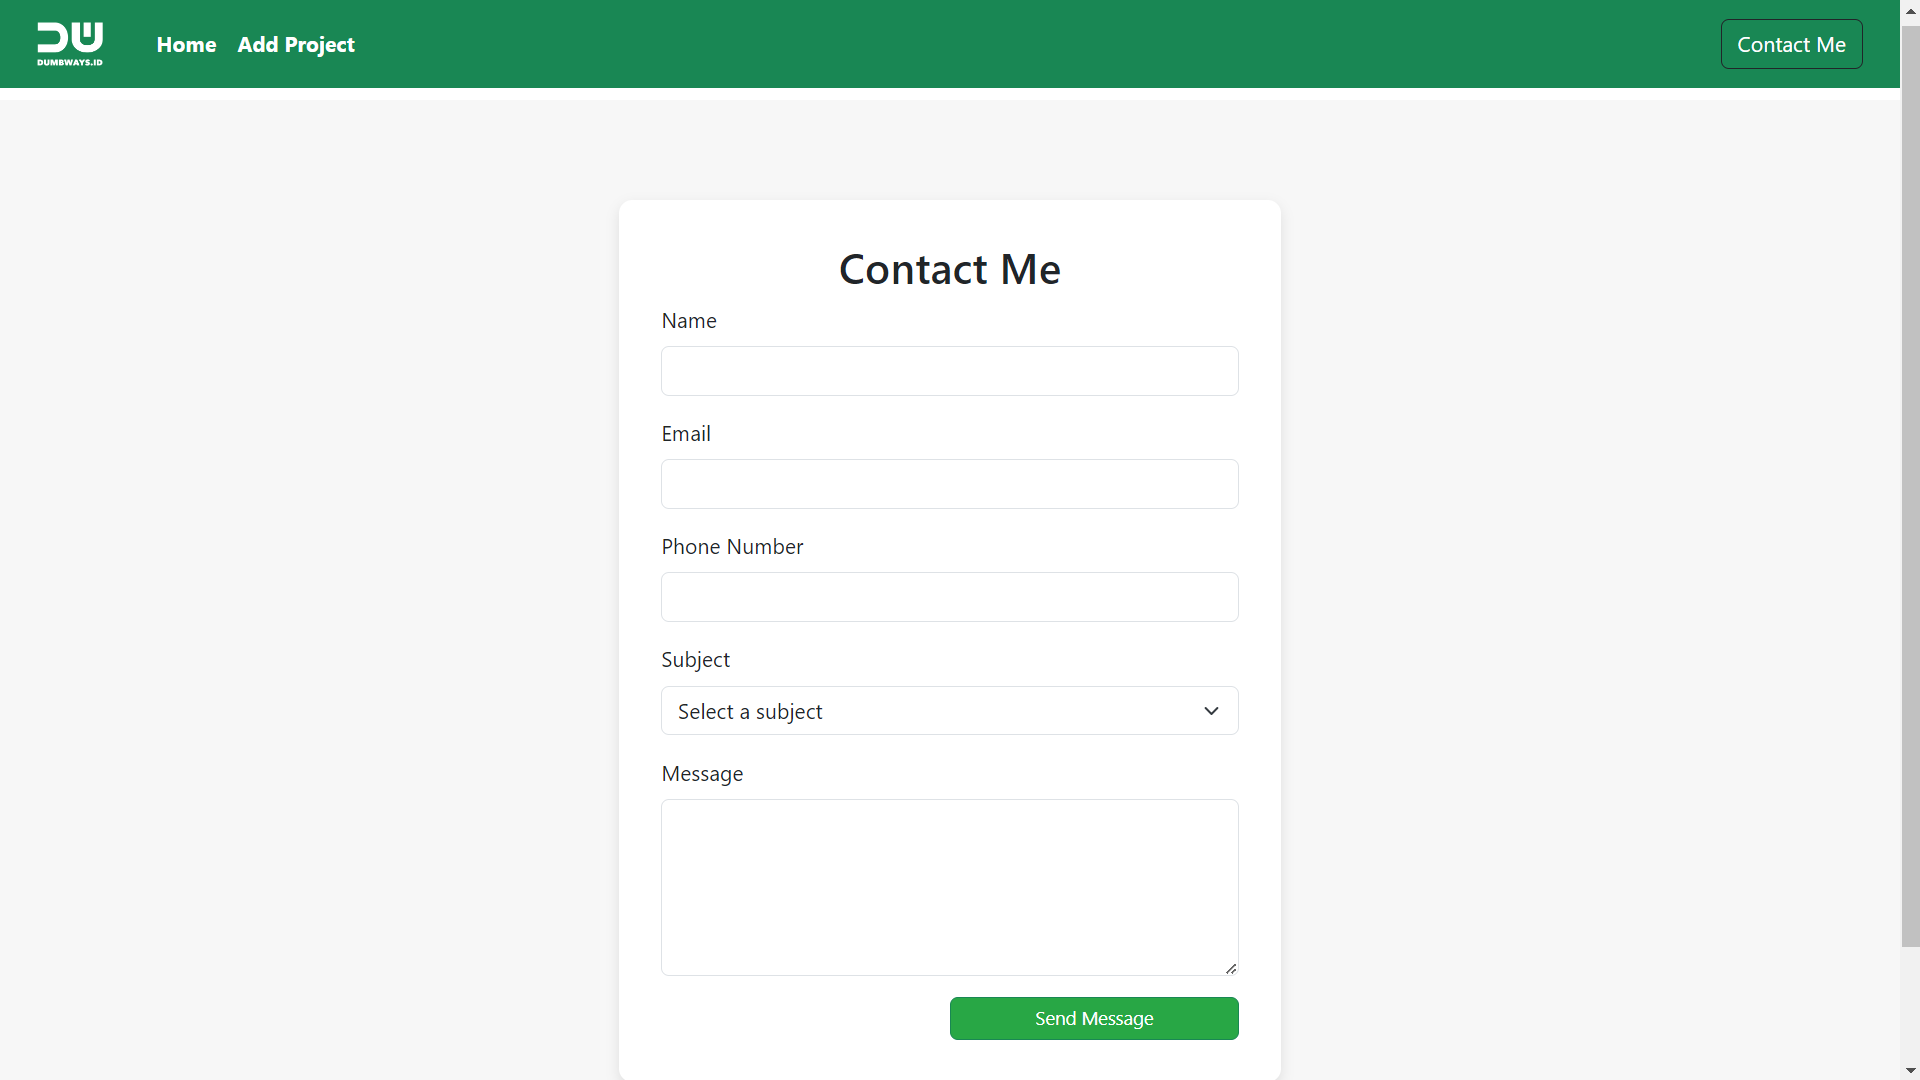 DW
DUMBWAYS.ID
Home Add Project
Contact Me
Contact Me
Name
Email
Phone Number
Subject
Select a subject
Message
Send Message